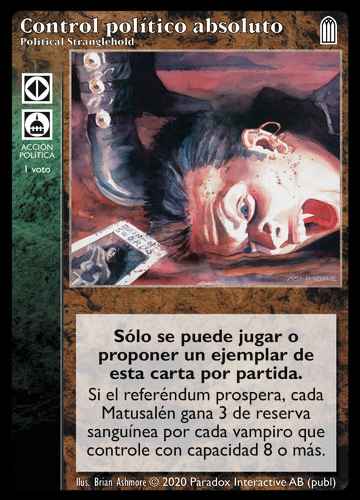 Control político absoluto
Political Stranglehold
ACCIÓN
POLÍTICA
1 voto
Sólo se puede jugar o
proponer un ejemplar de
esta carta por partida.
Si el referéndum prospera, cada
Matusalén gana 3 de reserva
sanguínea por cada vampiro que
controle con capacidad 8 o más.
Ilus. Brian Ashmore © 2020 Paradox Interactive AB (publ)